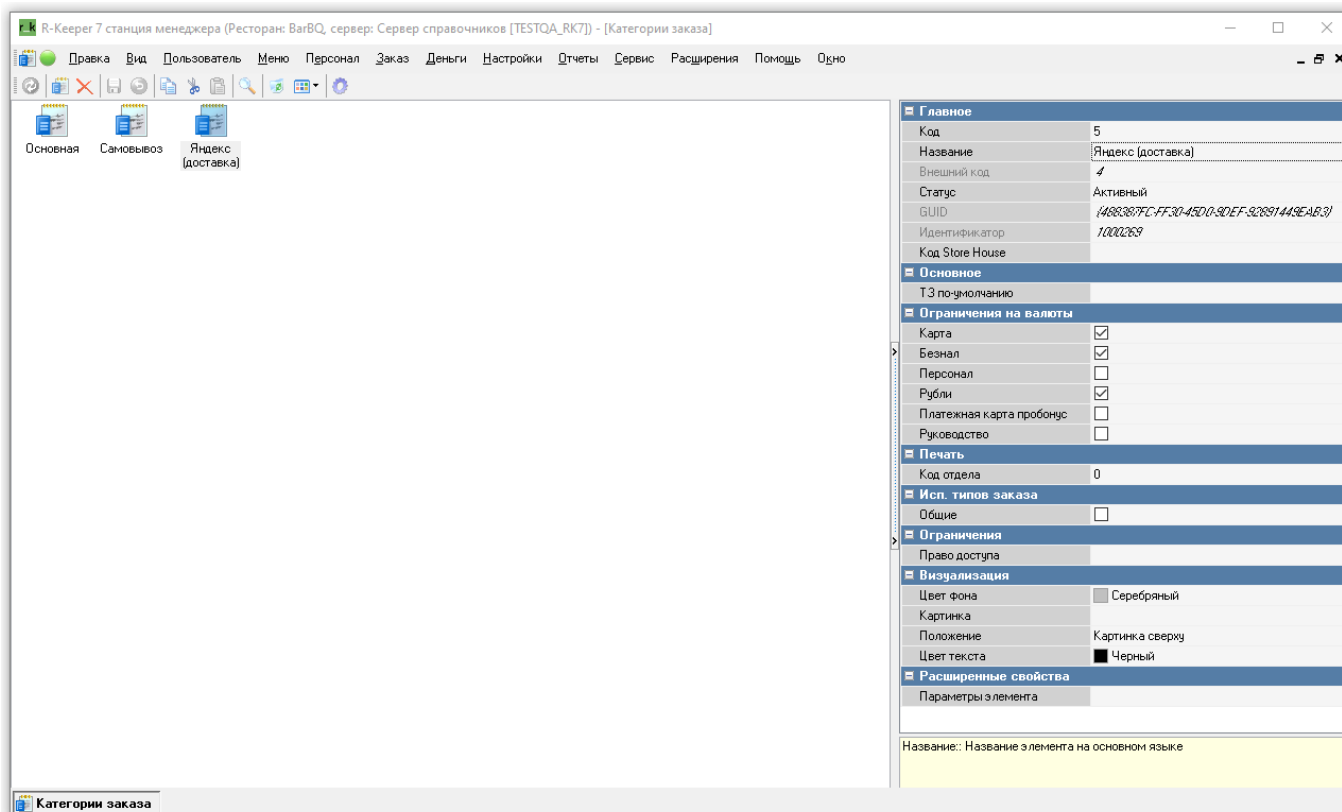 r_k R-Keeper 7 станция менеджера (Ресторан: BarBQ, сервер: Сервер справочников [TESTQA_RK7]) - [Категории заказа]
Правка Вид Пользователь Меню Персонал Заказ Деньги Настройки Отчеты Сервис Расширения Помощь Окно
Основная
Самовывоз
Яндекс
(доставка)
Главное
Код 5
Название Яндекс (доставка)
Внешний код 4
Статус Активный
GUID {488387FC-FF30-45D0-9DEF-92891449EAB3}
Идентификатор 1000269
Код Store House
Основное
ТЗ по-умолчанию
Ограничения на валюты
Карта
Безнал
Персонал
Рубли
Платежная карта пробонус
Руководство
Печать
Код отдела 0
Исп. типов заказа
Общие
Ограничения
Право доступа
Визуализация
Цвет фона Серебряный
Картинка
Положение Картинка сверху
Цвет текста Черный
Расширенные свойства
Параметры элемента
Название:: Название элемента на основном языке
Категории заказа